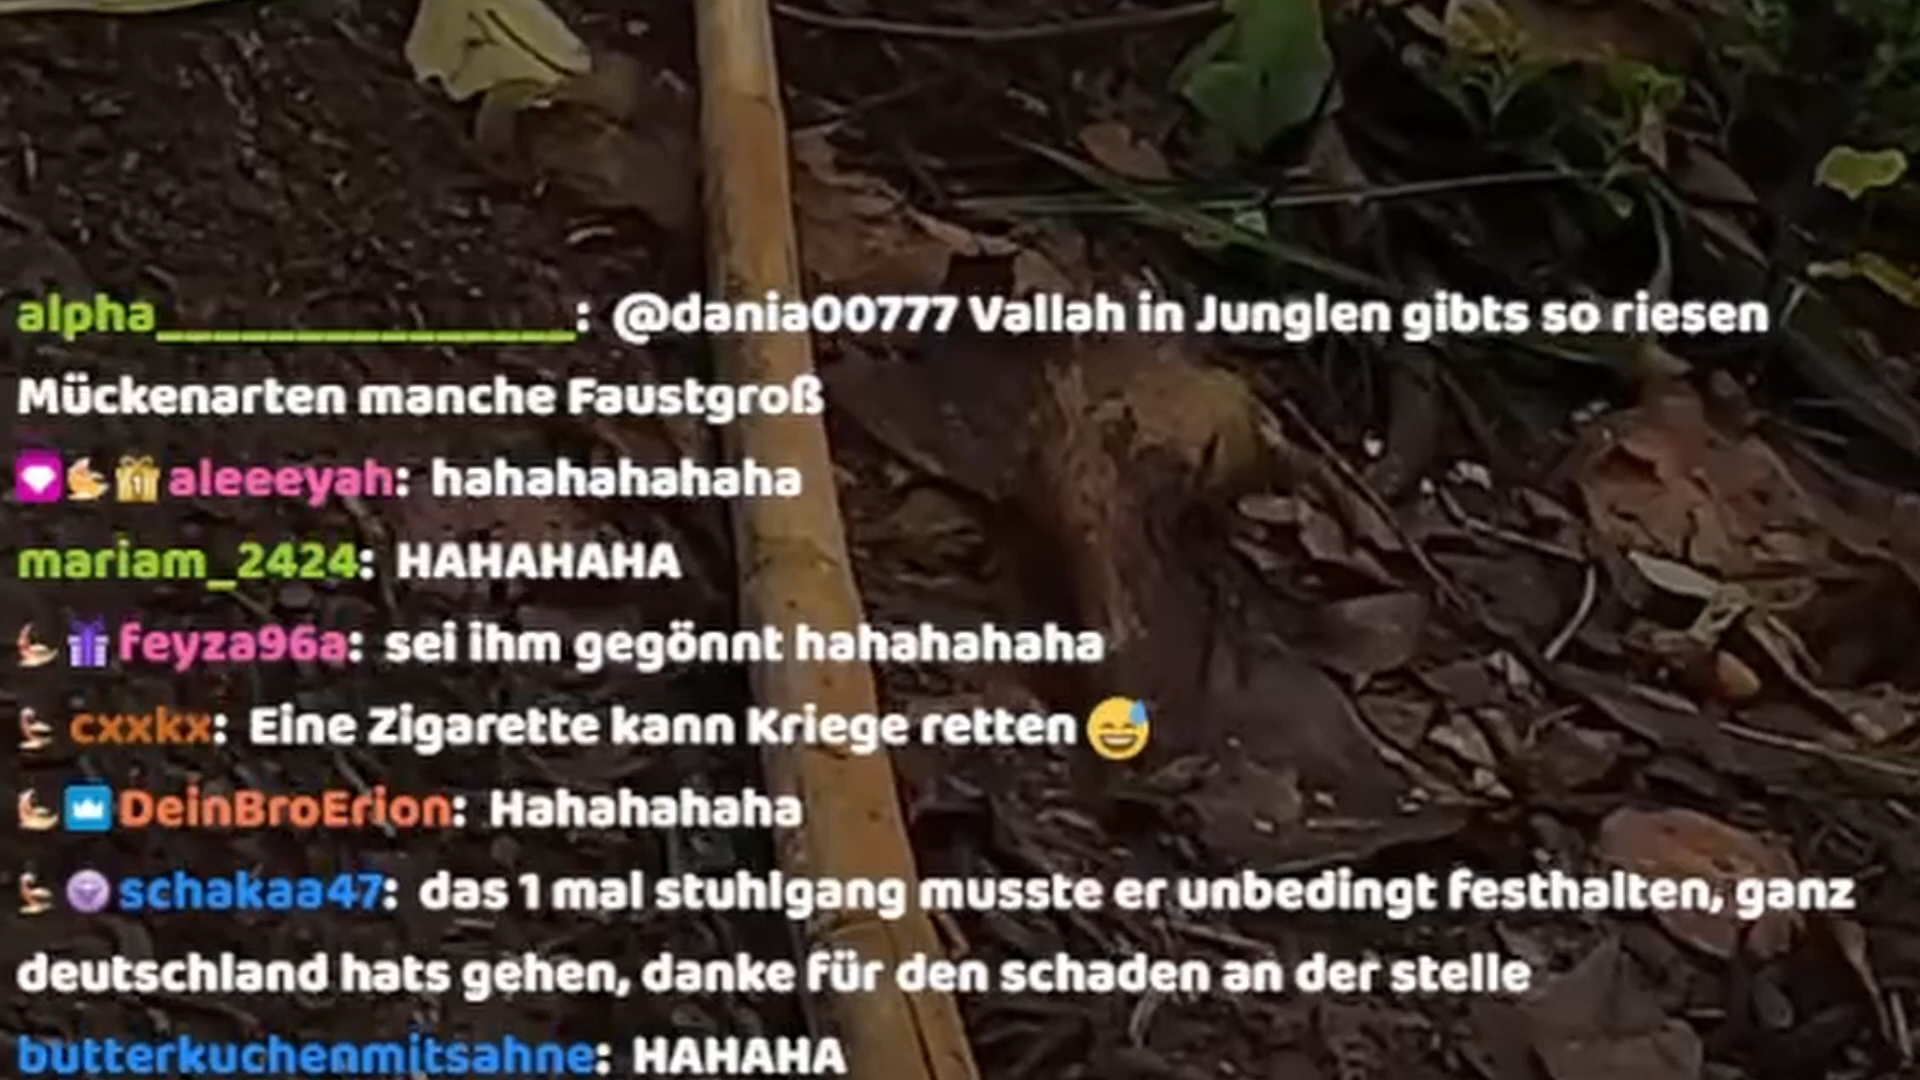 alpha_______________: @dania00777 Vallah in Junglen gibts so riesen
Mückenarten manche Faustgroß
aleeeyah: hahahahahaha
mariam_2424: HAHAHAHA
feyza96a: sei ihm gegönnt hahahahaha
cxxkx: Eine Zigarette kann Kriege retten 😅
DeinBroErion: Hahahahaha
schakaa47: das 1 mal stuhlgang musste er unbedingt festhalten, ganz
deutschland hats gehen, danke für den schaden an der stelle
butterkuchenmitsahne: HAHAHA